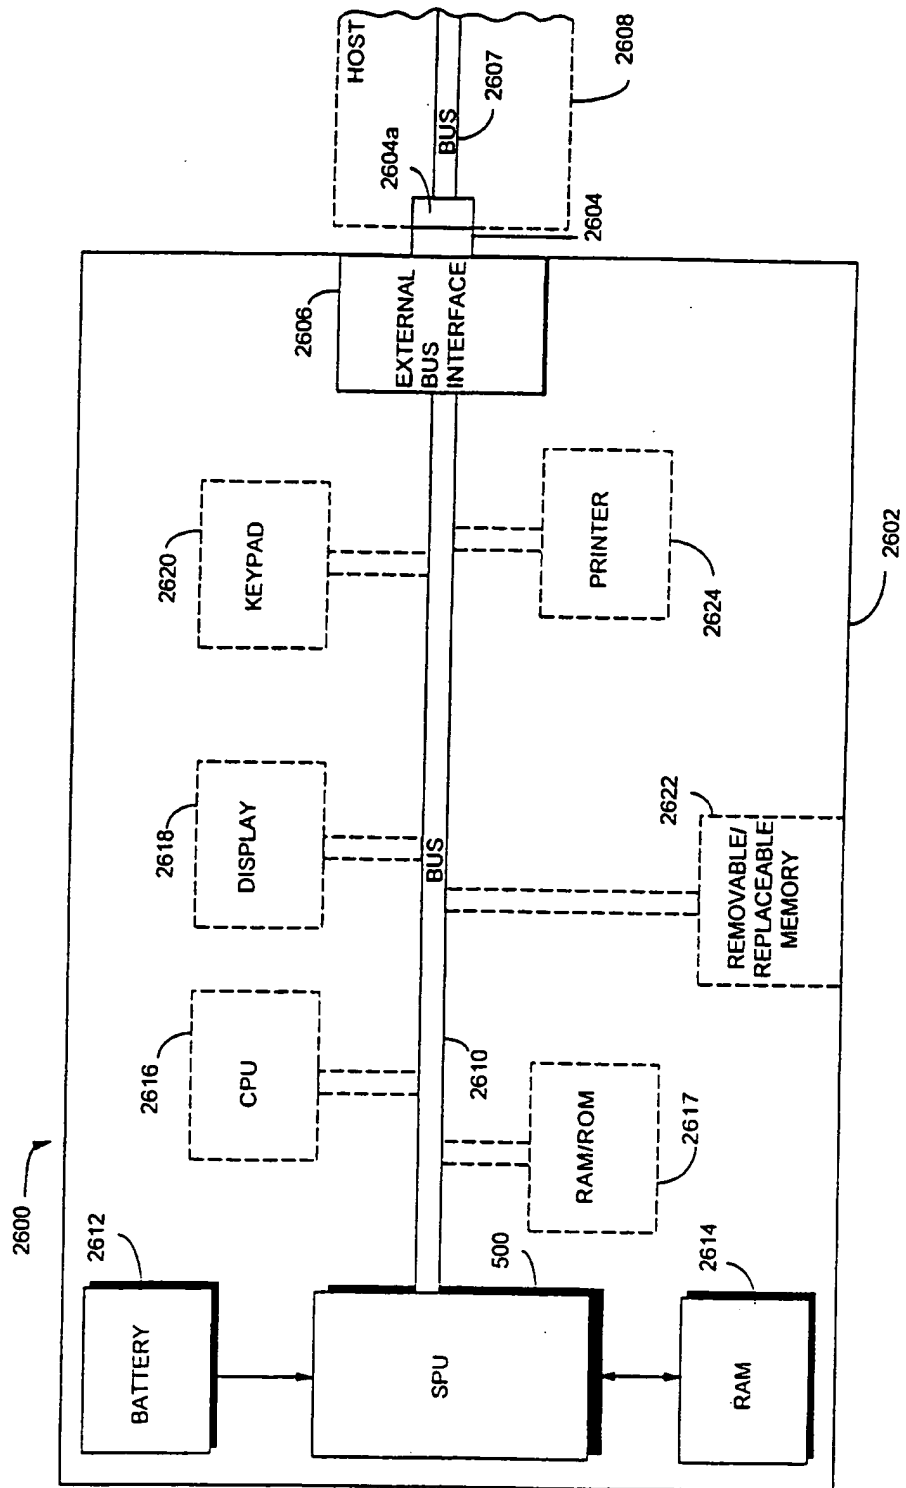 2600
2612
BATTERY
SPU
500
RAM
2614
2616
CPU
2618
DISPLAY
2620
KEYPAD
BUS
2610
RAM/ROM
2617
REMOVABLE/
REPLACEABLE
MEMORY
2622
PRINTER
2624
2602
2606
EXTERNAL
BUS
INTERFACE
2604a
2604
HOST
BUS
2607
2608